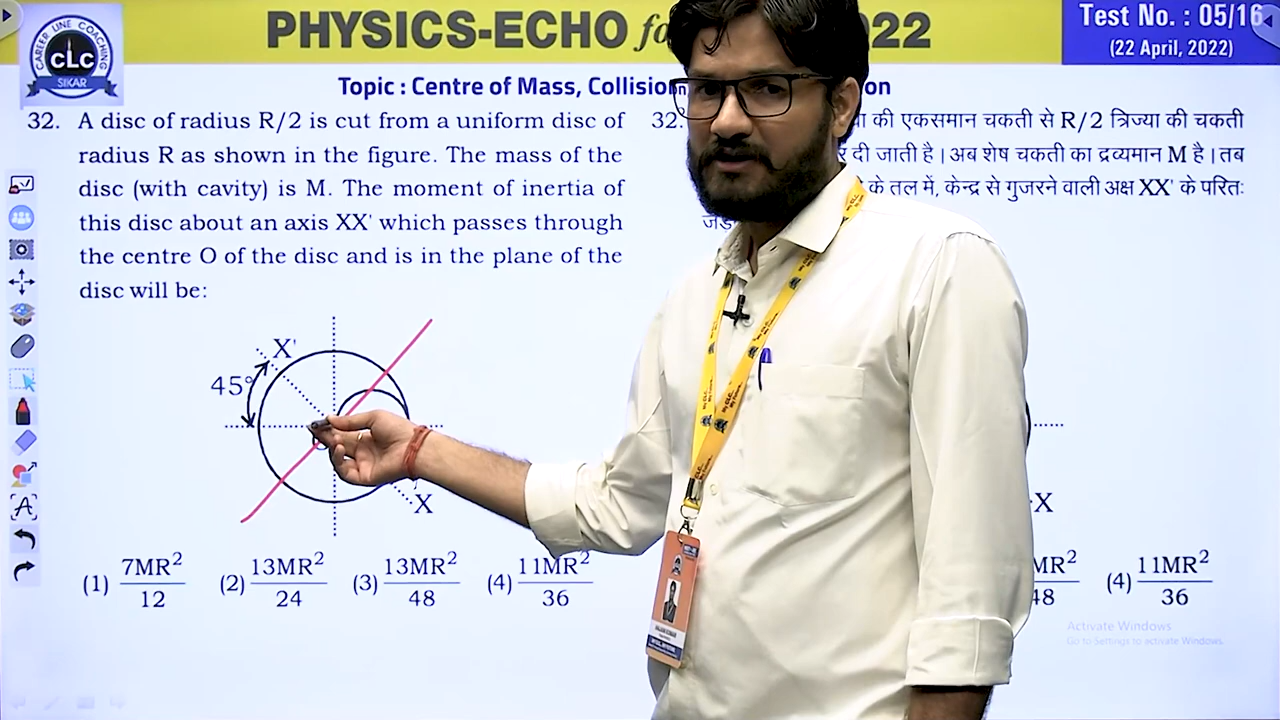 PHYSICS-ECHO
22
Test No. : 05/16
(22 April, 2022)
CAREER LINE COACHING
CLC
SIKAR
Topic : Centre of Mass, Collision
on
32. A disc of radius R/2 is cut from a uniform disc of
radius R as shown in the figure. The mass of the
disc (with cavity) is M. The moment of inertia of
this disc about an axis XX' which passes through
the centre O of the disc and is in the plane of the
disc will be:
X'
45°
X
(1) 7MR²/12 (2) 13MR²/24 (3) 13MR²/48 (4) 11MR²/36
32.
की एकसमान चकती से R/2 त्रिज्या की चकती
दी जाती है। अब शेष चकती का द्रव्यमान M है। तब
के तल में, केन्द्र से गुजरने वाली अक्ष XX' के परितः
X
MR²/48 (4) 11MR²/36
Activate Windows
Go to Settings to activate Windows.